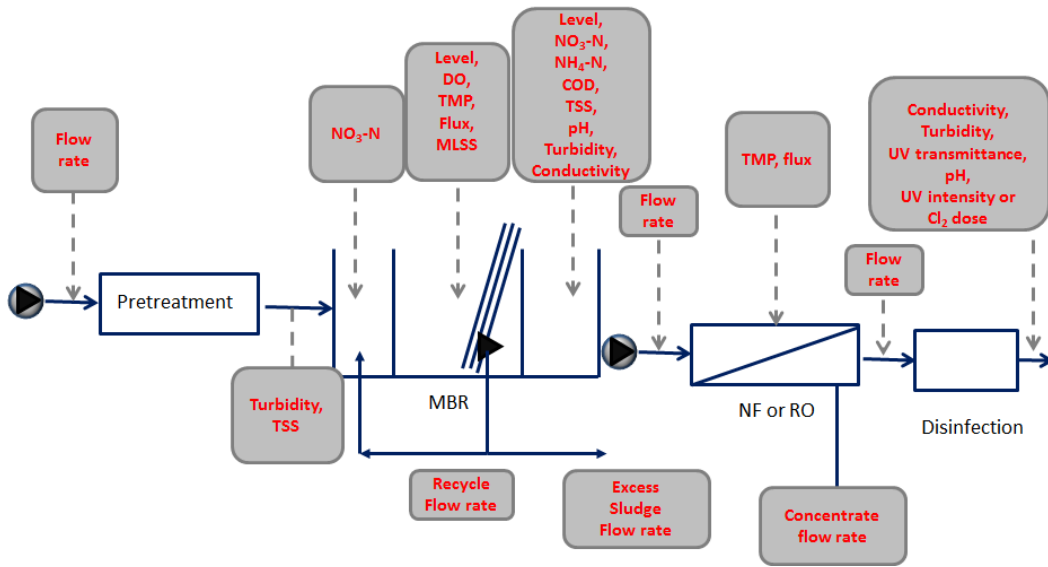 Flow
rate
NO₃-N
Level,
DO,
TMP,
Flux,
MLSS
Level,
NO₃-N,
NH₄-N,
COD,
TSS,
pH,
Turbidity,
Conductivity
Flow
rate
TMP, flux
Flow
rate
Conductivity,
Turbidity,
UV transmittance,
pH,
UV intensity or
Cl₂ dose
Pretreatment
Turbidity,
TSS
MBR
NF or RO
Disinfection
Recycle
Flow rate
Excess
Sludge
Flow rate
Concentrate
flow rate